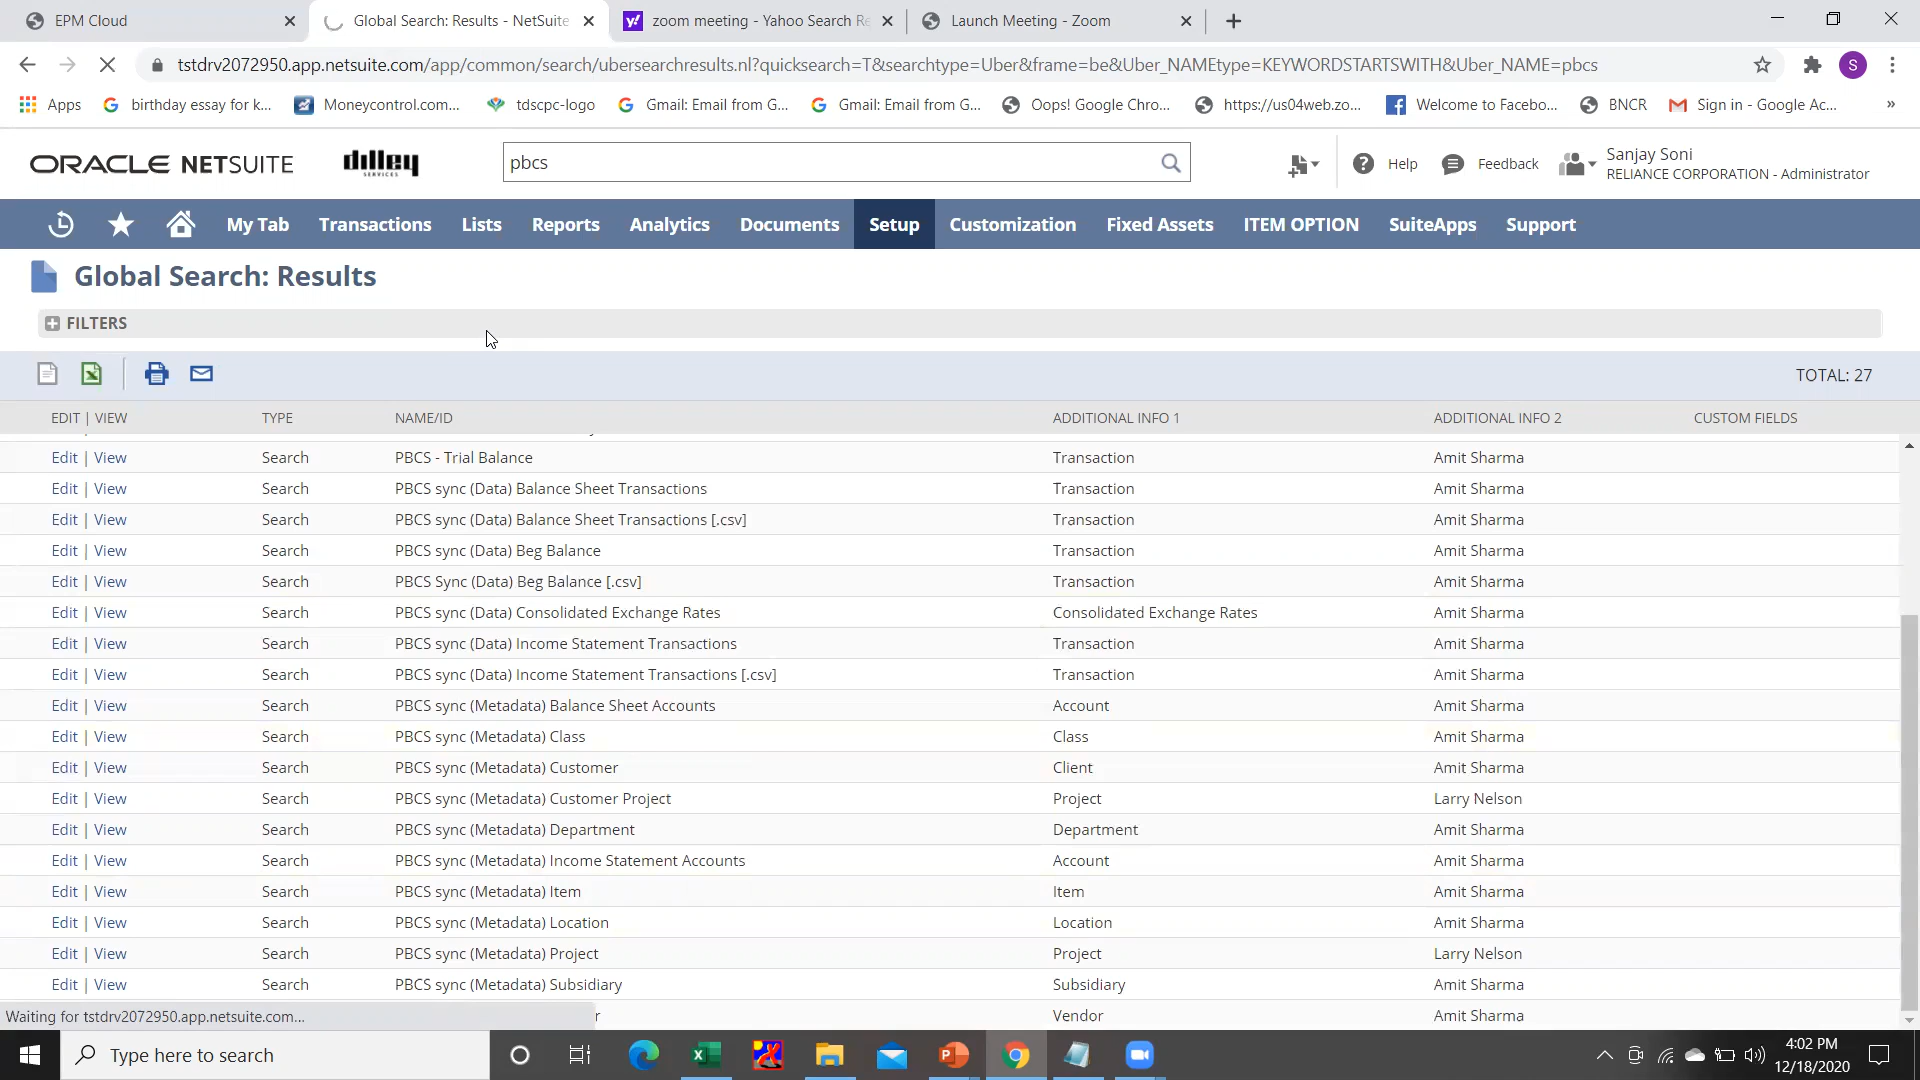 EPM Cloud
Global Search: Results - NetSuite
zoom meeting - Yahoo Search Re
Launch Meeting - Zoom
tstdrv2072950.app.netsuite.com/app/common/search/ubersearchresults.nl?quicksearch=T&searchtype=Uber&frame=be&Uber_NAMEtype=KEYWORDSTARTSWITH&Uber_NAME=pbcs
S
Apps
birthday essay for k...
Moneycontrol.com...
tdscpc-logo
Gmail: Email from G...
Gmail: Email from G...
Oops! Google Chro...
https://us04web.zo...
Welcome to Facebo...
BNCR
Sign in - Google Ac...
»
ORACLE NETSUITE
dilley
SERVICES
pbcs
Help
Feedback
Sanjay Soni
RELIANCE CORPORATION - Administrator
My Tab
Transactions
Lists
Reports
Analytics
Documents
Setup
Customization
Fixed Assets
ITEM OPTION
SuiteApps
Support
Global Search: Results
FILTERS
TOTAL: 27
EDIT | VIEW TYPE NAME/ID ADDITIONAL INFO 1 ADDITIONAL INFO 2 CUSTOM FIELDS
Edit | View Search PBCS - Trial Balance Transaction Amit Sharma
Edit | View Search PBCS sync (Data) Balance Sheet Transactions Transaction Amit Sharma
Edit | View Search PBCS sync (Data) Balance Sheet Transactions [.csv] Transaction Amit Sharma
Edit | View Search PBCS sync (Data) Beg Balance Transaction Amit Sharma
Edit | View Search PBCS Sync (Data) Beg Balance [.csv] Transaction Amit Sharma
Edit | View Search PBCS sync (Data) Consolidated Exchange Rates Consolidated Exchange Rates Amit Sharma
Edit | View Search PBCS sync (Data) Income Statement Transactions Transaction Amit Sharma
Edit | View Search PBCS sync (Data) Income Statement Transactions [.csv] Transaction Amit Sharma
Edit | View Search PBCS sync (Metadata) Balance Sheet Accounts Account Amit Sharma
Edit | View Search PBCS sync (Metadata) Class Class Amit Sharma
Edit | View Search PBCS sync (Metadata) Customer Client Amit Sharma
Edit | View Search PBCS sync (Metadata) Customer Project Project Larry Nelson
Edit | View Search PBCS sync (Metadata) Department Department Amit Sharma
Edit | View Search PBCS sync (Metadata) Income Statement Accounts Account Amit Sharma
Edit | View Search PBCS sync (Metadata) Item Item Amit Sharma
Edit | View Search PBCS sync (Metadata) Location Location Amit Sharma
Edit | View Search PBCS sync (Metadata) Project Project Larry Nelson
Edit | View Search PBCS sync (Metadata) Subsidiary Subsidiary Amit Sharma
Waiting for tstdrv2072950.app.netsuite.com... r Vendor Amit Sharma
Type here to search
4:02 PM
12/18/2020